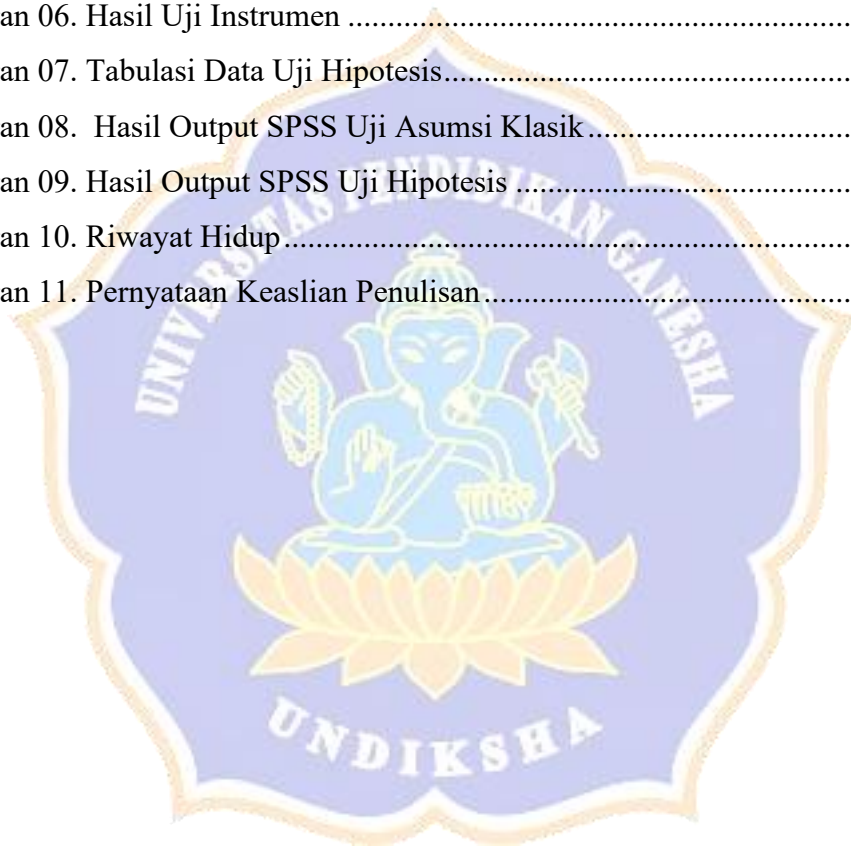 an 06. Hasil Uji Instrumen ................................................................
an 07. Tabulasi Data Uji Hipotesis....................................................
an 08.  Hasil Output SPSS Uji Asumsi Klasik ..................................
an 09. Hasil Output SPSS Uji Hipotesis ...........................................
an 10. Riwayat Hidup........................................................................
an 11. Pernyataan Keaslian Penulisan ...............................................
UNIVERSITAS PENDIDIKAN GANESHA
UNDIKSHA